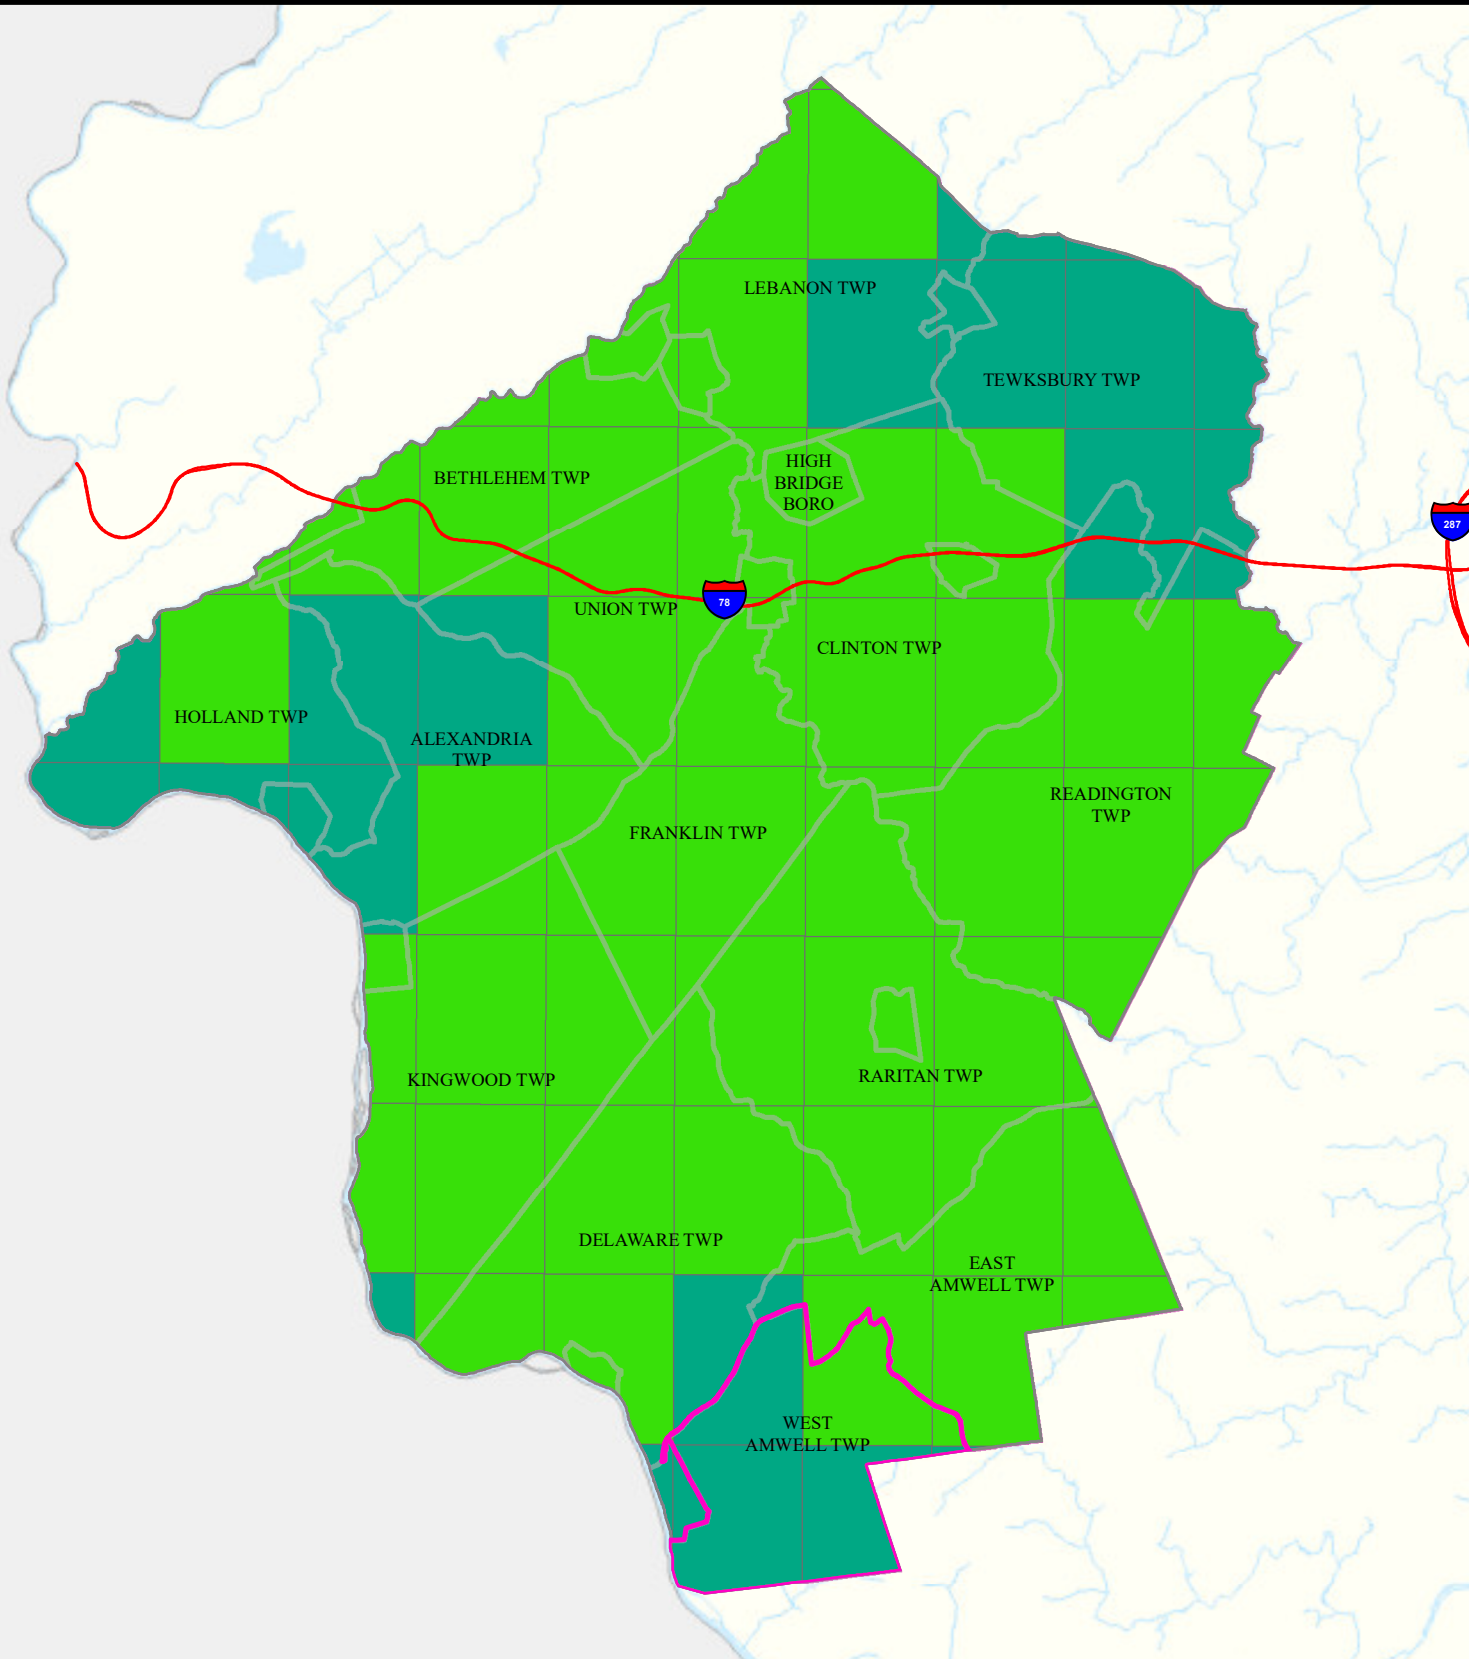 LEBANON TWP
TEWKSBURY TWP
HIGH
BRIDGE
BORO
BETHLEHEM TWP
287
78
UNION TWP
CLINTON TWP
HOLLAND TWP
ALEXANDRIA
TWP
READINGTON
TWP
FRANKLIN TWP
KINGWOOD TWP
RARITAN TWP
DELAWARE TWP
EAST
AMWELL TWP
WEST
AMWELL TWP